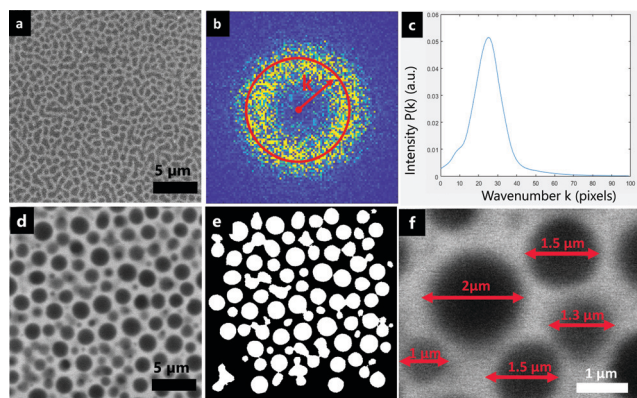 a
5 µm
b
k
c
Intensity P(k) (a.u.)
0.06
0.05
0.04
0.03
0.02
0.01
0
0 10 20 30 40 50 60 70 80 90 100
Wavenumber k (pixels)
d
5 µm
e
f
1.5 µm
2µm
1.3 µm
1 µm
1.5 µm
1 µm